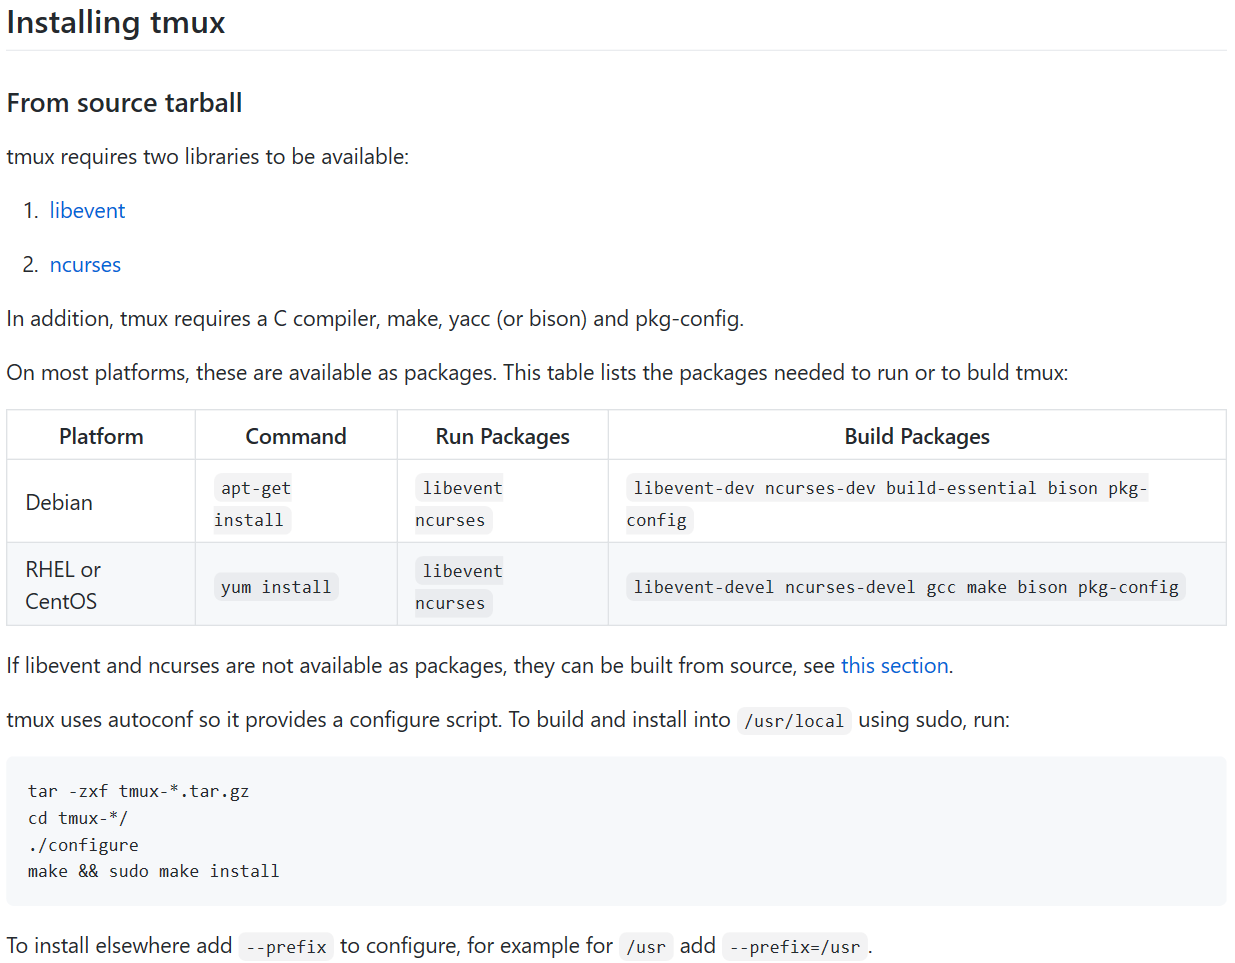 Installing tmux
From source tarball
tmux requires two libraries to be available:
1. libevent
2. ncurses
In addition, tmux requires a C compiler, make, yacc (or bison) and pkg-config.
On most platforms, these are available as packages. This table lists the packages needed to run or to buld tmux:
Platform Command Run Packages Build Packages
Debian
apt-get
install
libevent
ncurses
libevent-dev ncurses-dev build-essential bison pkg-
config
RHEL or
CentOS
yum install
libevent
ncurses
libevent-devel ncurses-devel gcc make bison pkg-config
If libevent and ncurses are not available as packages, they can be built from source, see this section.
tmux uses autoconf so it provides a configure script. To build and install into /usr/local using sudo, run:
tar -zxf tmux-*.tar.gz
cd tmux-*/
./configure
make && sudo make install
To install elsewhere add --prefix to configure, for example for /usr add --prefix=/usr.